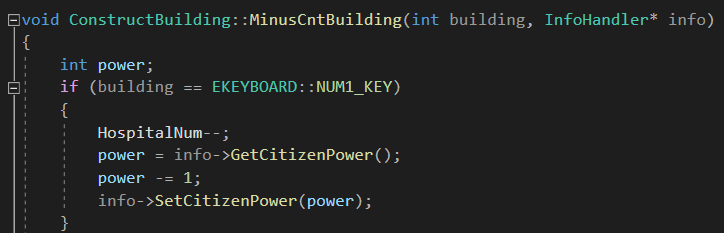 void ConstructBuilding::MinusCntBuilding(int building, InfoHandler* info)
{
    int power;
    if (building == EKEYBOARD::NUM1_KEY)
    {
        HospitalNum--;
        power = info->GetCitizenPower();
        power -= 1;
        info->SetCitizenPower(power);
    }